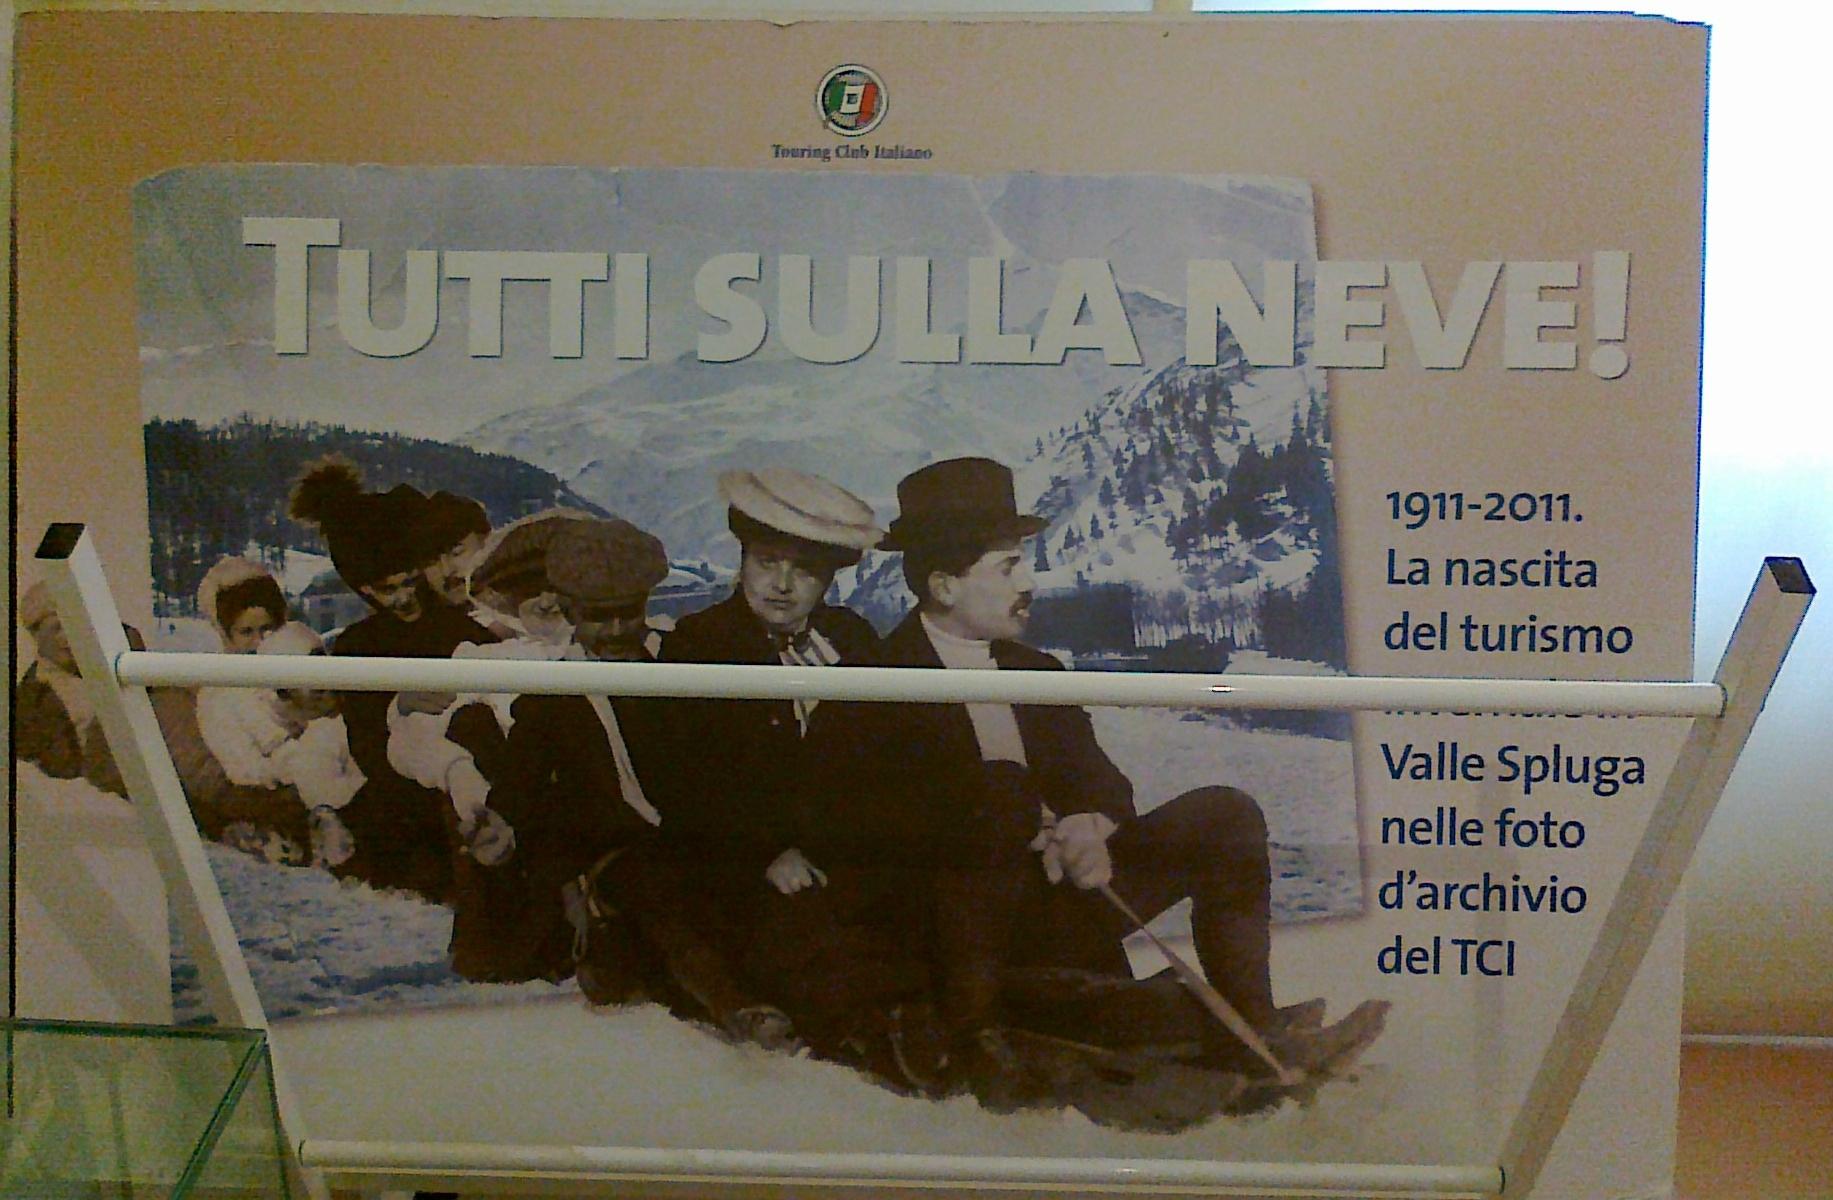 Touring Club Italiano
TUTTI SULLA NEVE!
1911-2011.
La nascita
del turismo
Valle Spluga
nelle foto
d'archivio
del TCI